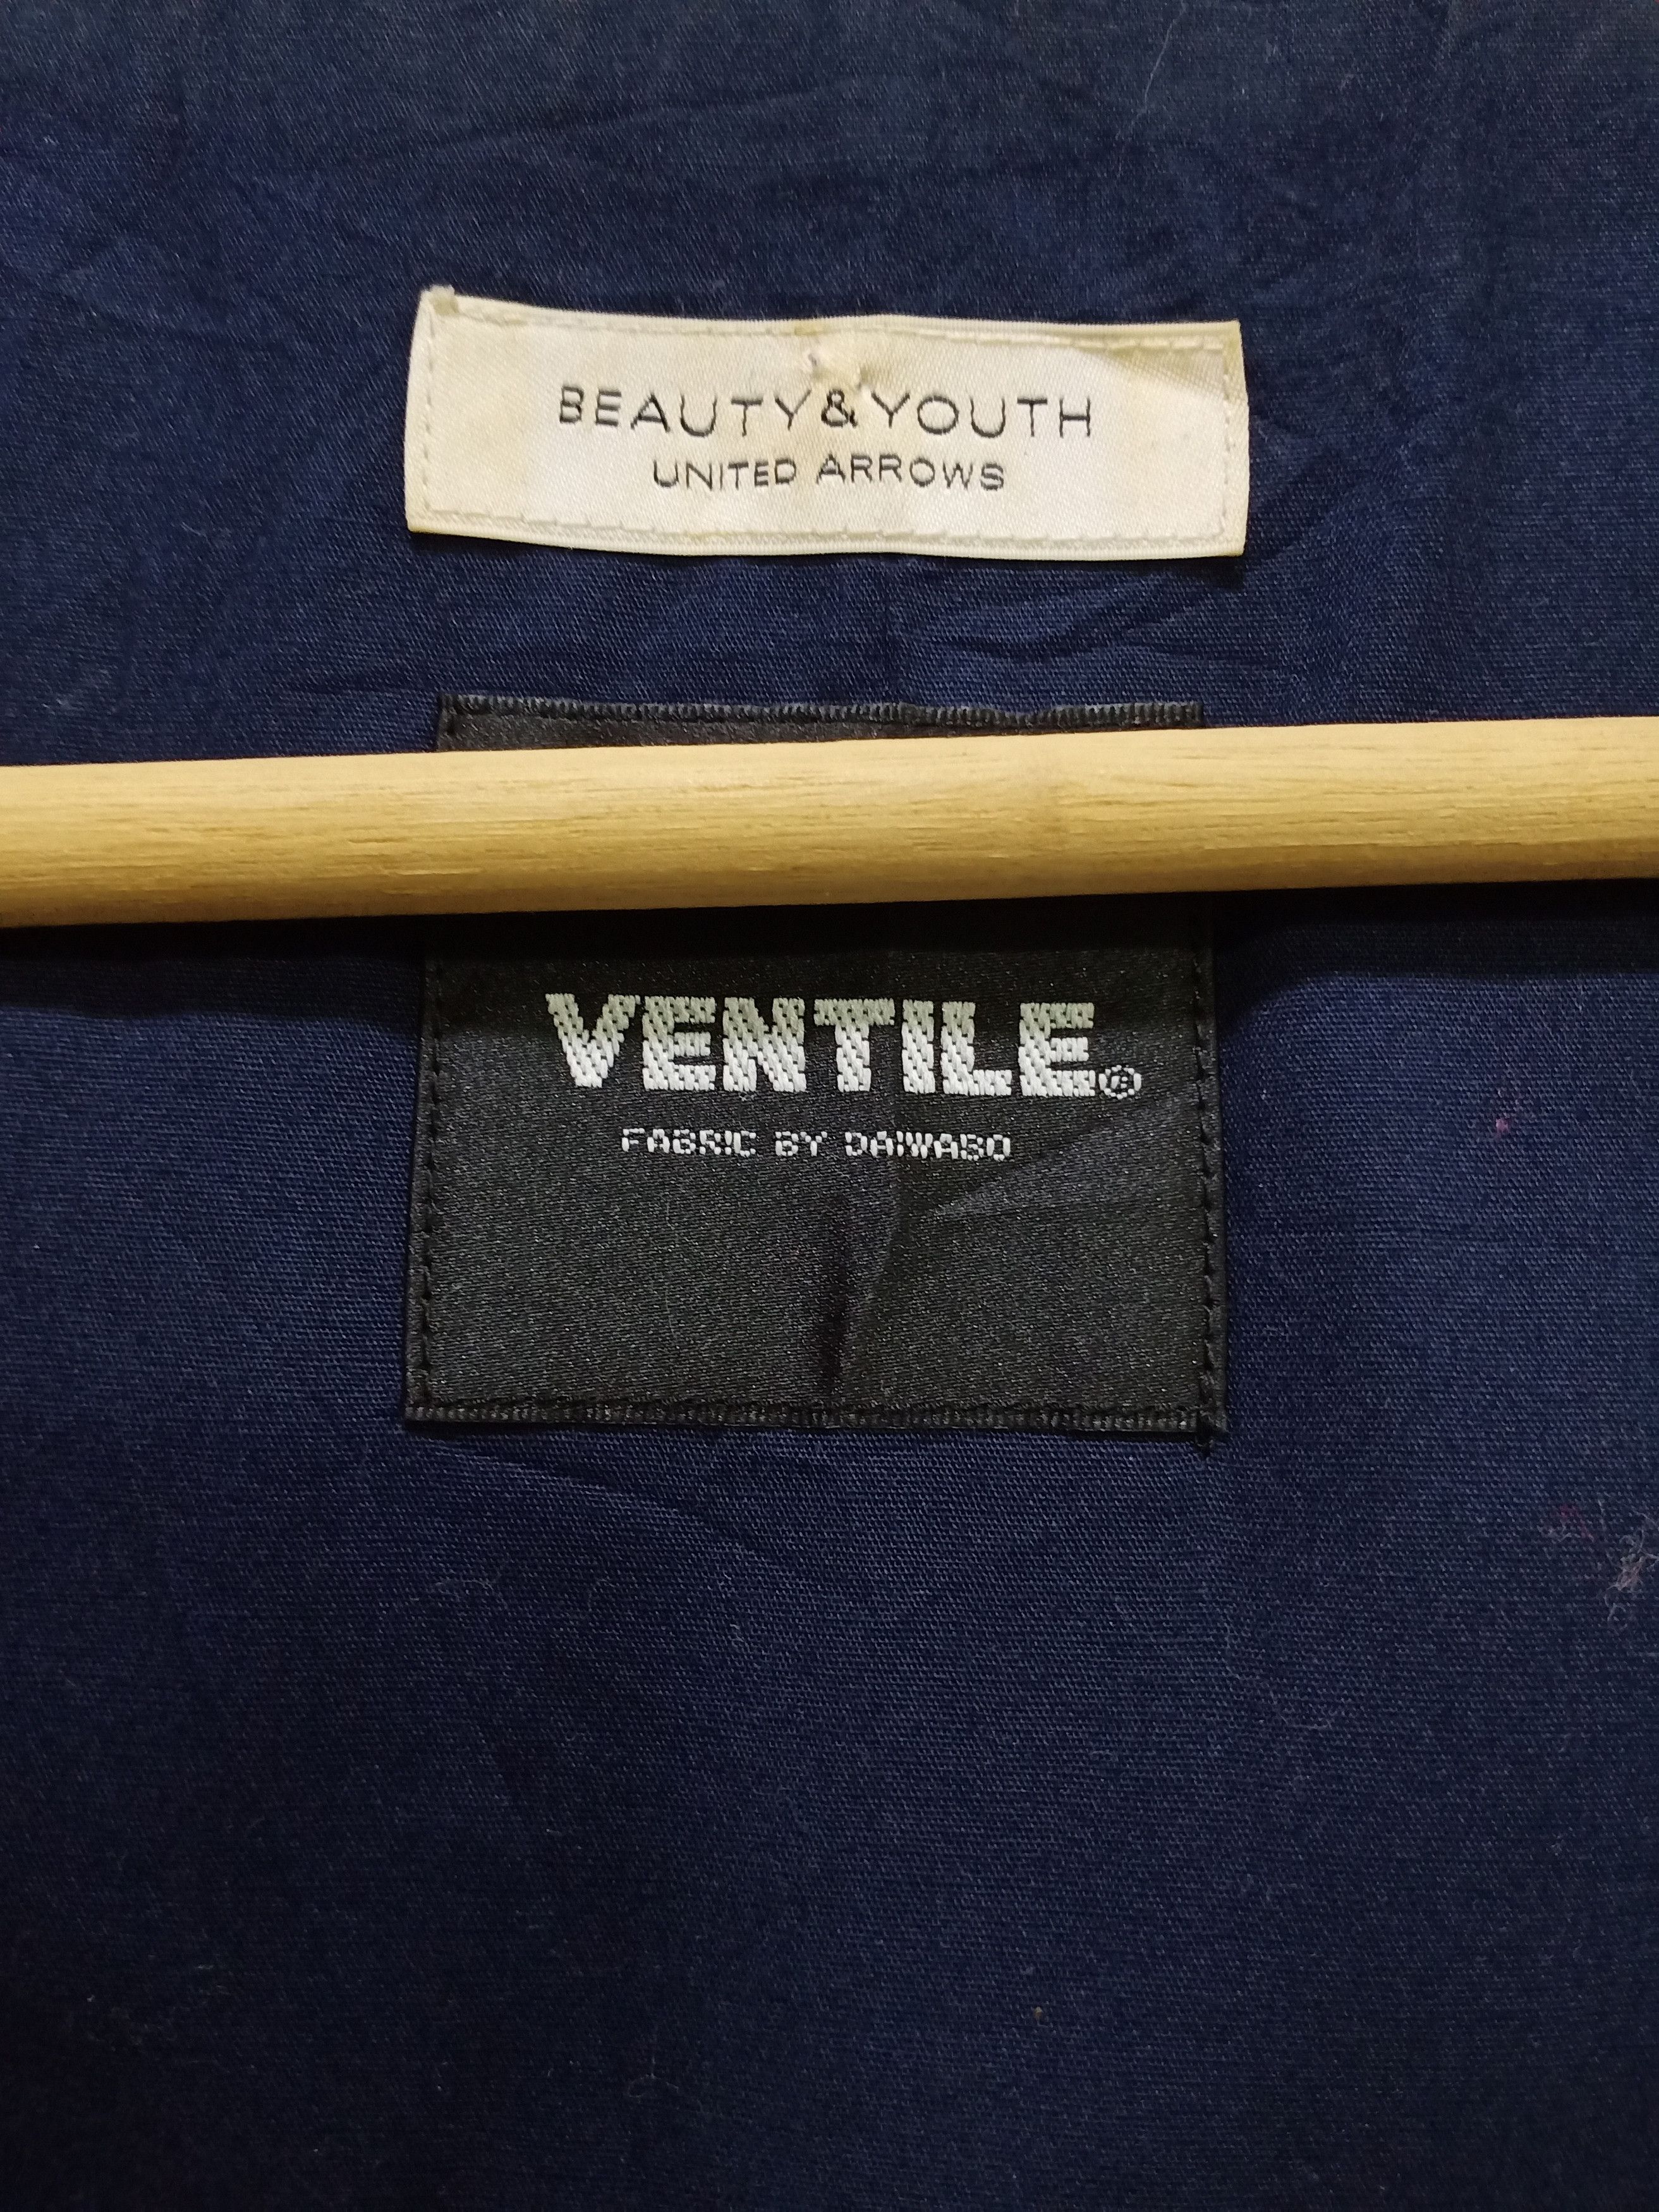 BEAUTY&YOUTH
UNITED ARROWS
VENTILE®
FABRIC BY DAIWABO